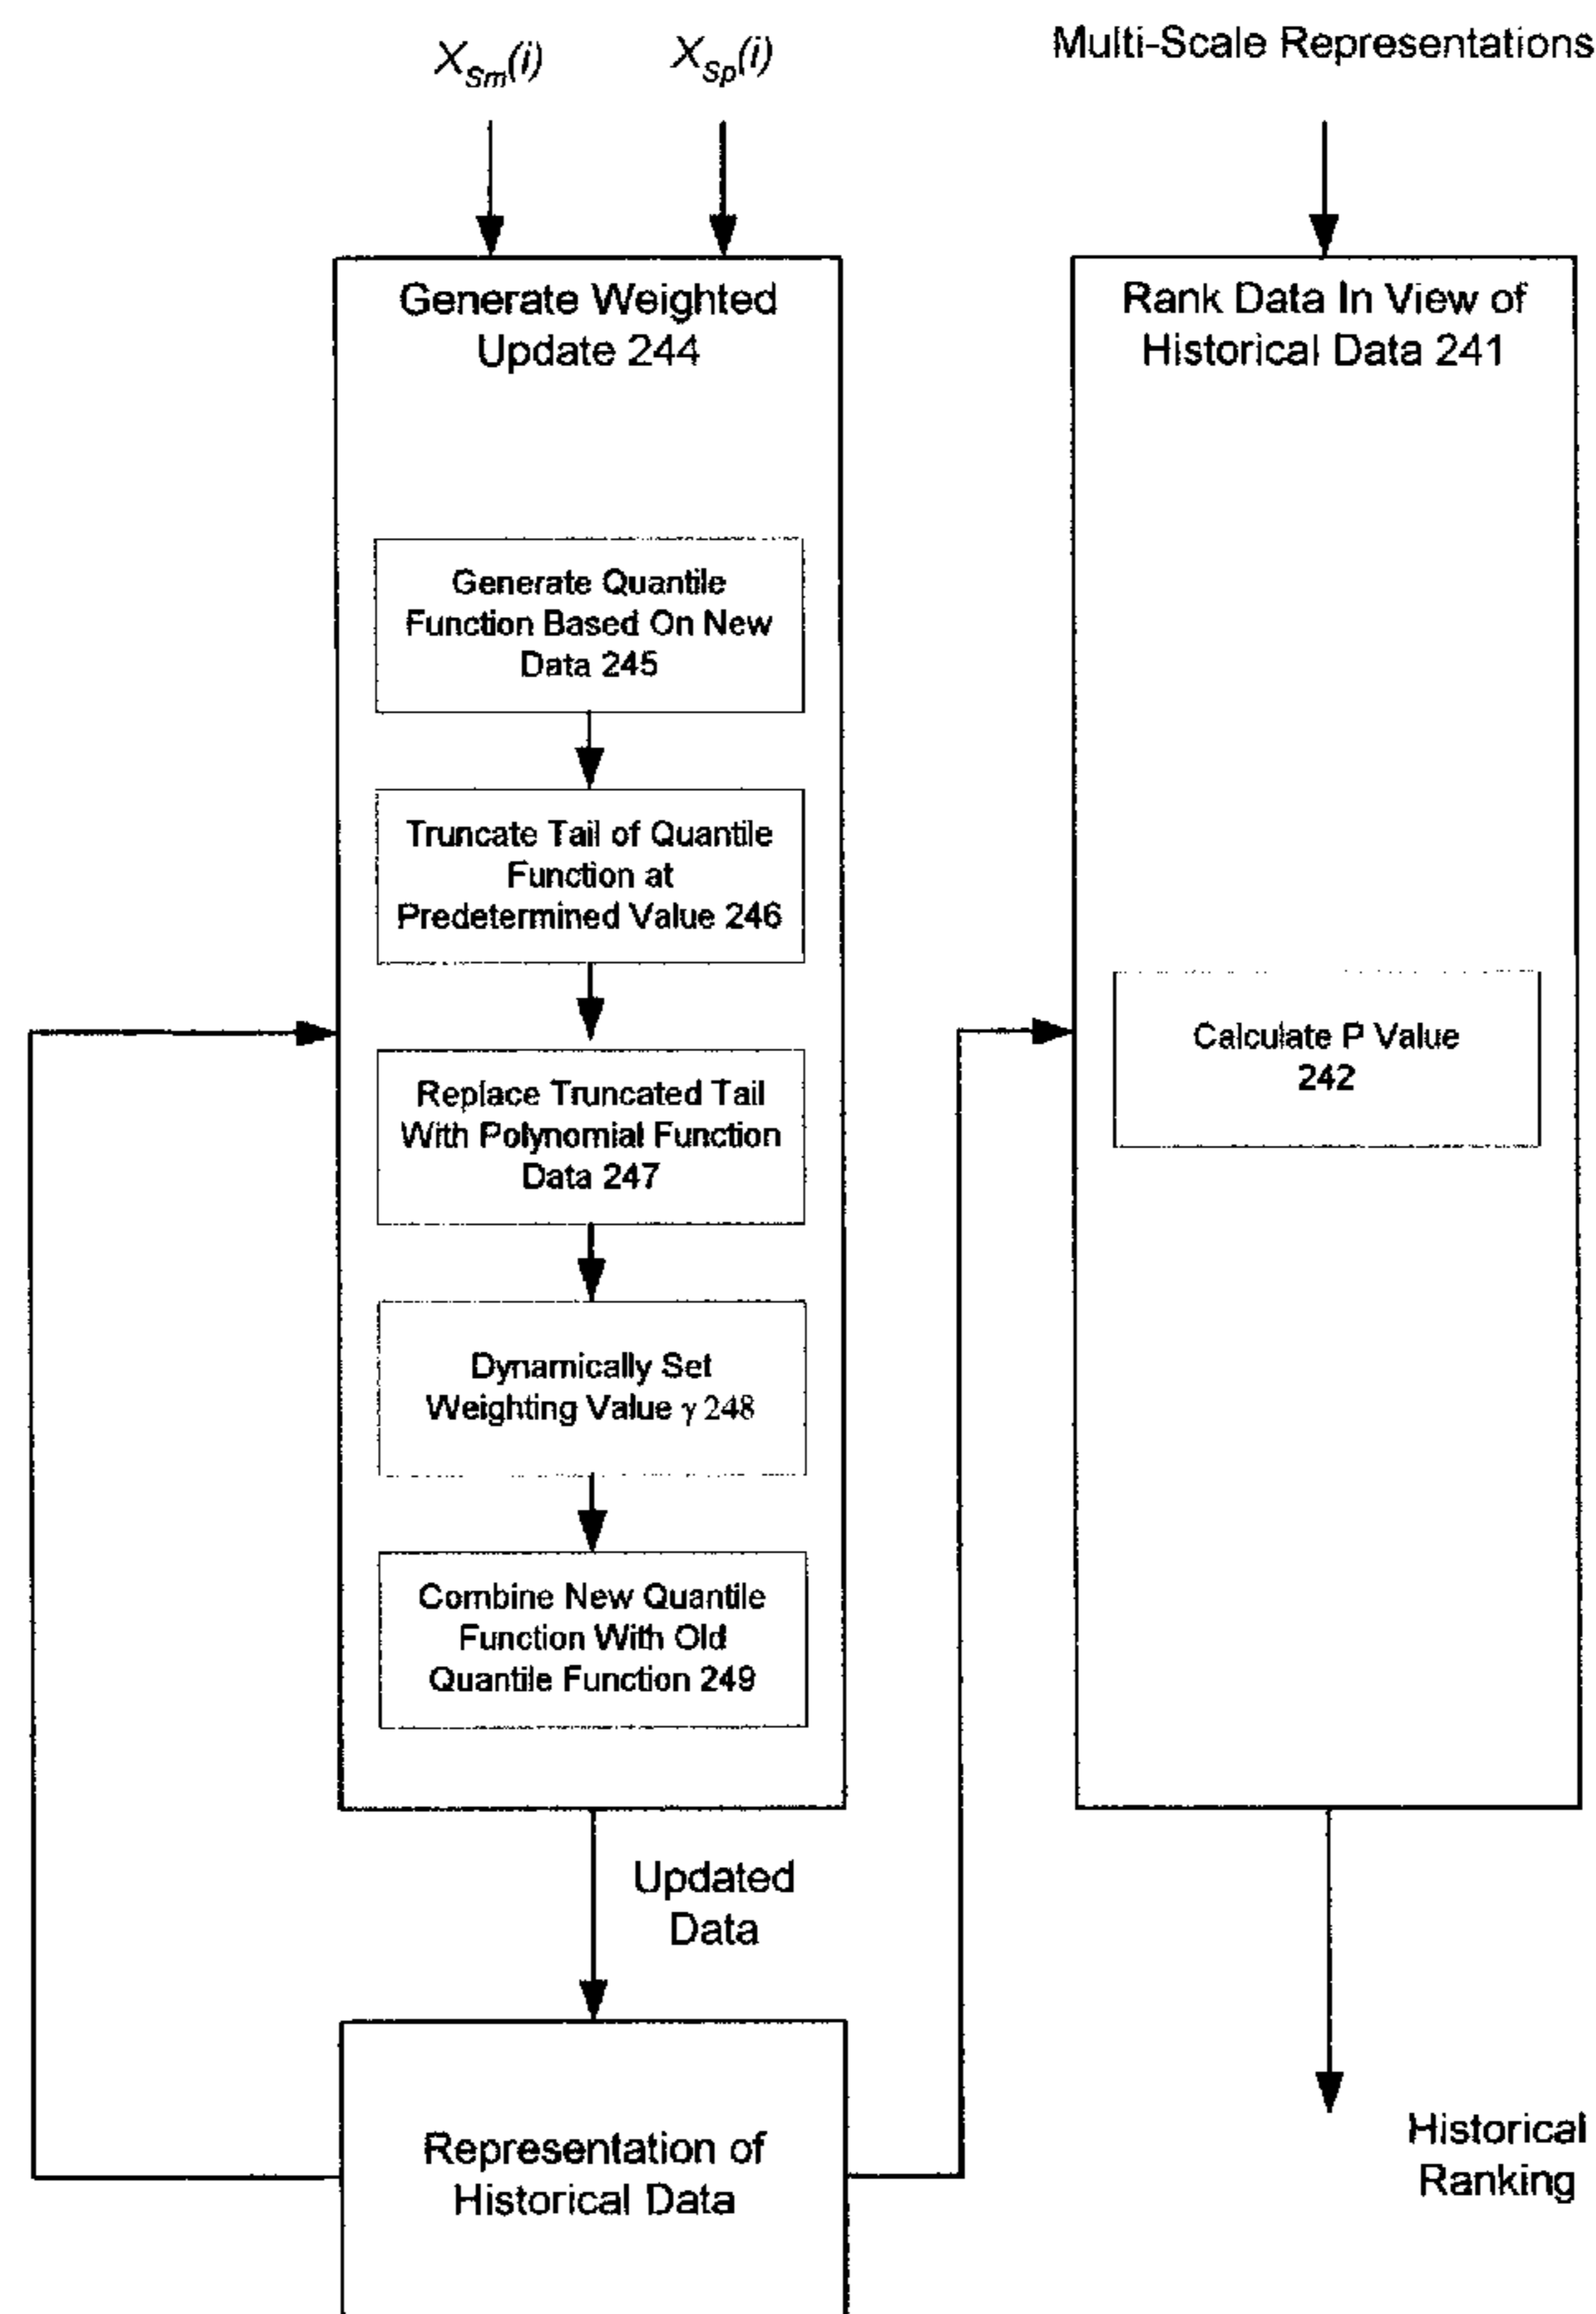 X_Sm(i)
X_Sp(i)
Multi-Scale Representations
Generate Weighted
Update 244
Generate Quantile
Function Based On New
Data 245
Truncate Tail of Quantile
Function at
Predetermined Value 246
Replace Truncated Tail
With Polynomial Function
Data 247
Dynamically Set
Weighting Value γ 248
Combine New Quantile
Function With Old
Quantile Function 249
Updated
Data
Representation of
Historical Data
Rank Data In View of
Historical Data 241
Calculate P Value
242
Historical
Ranking